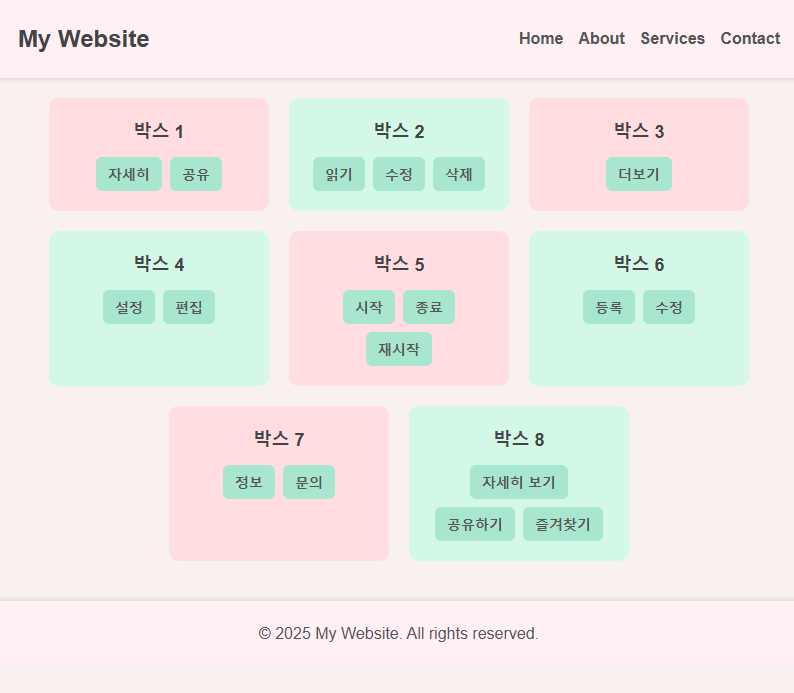 My Website
Home About Services Contact
박스 1
자세히 공유
박스 2
읽기 수정 삭제
박스 3
더보기
박스 4
설정 편집
박스 5
시작 종료
재시작
박스 6
등록 수정
박스 7
정보 문의
박스 8
자세히 보기
공유하기 즐겨찾기
© 2025 My Website. All rights reserved.